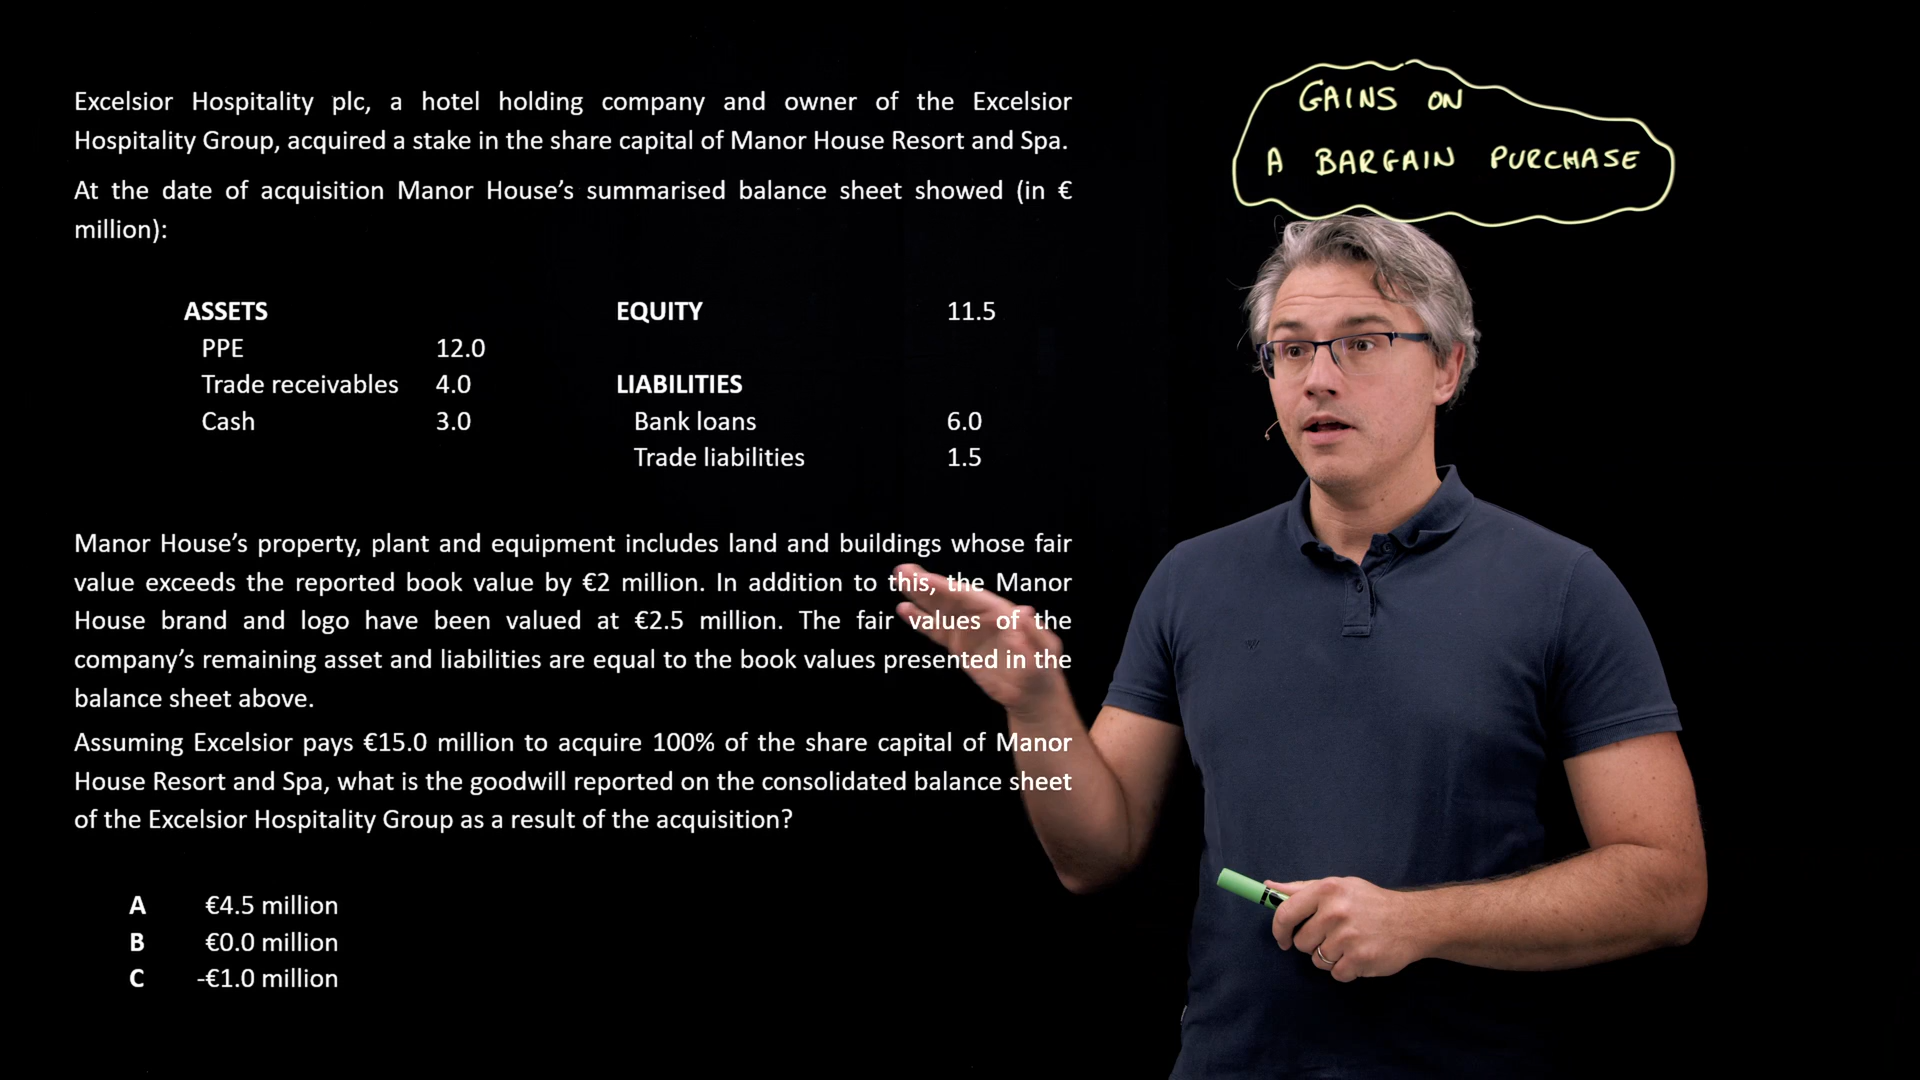 Excelsior Hospitality plc, a hotel holding company and owner of the Excelsior
Hospitality Group, acquired a stake in the share capital of Manor House Resort and Spa.
At the date of acquisition Manor House’s summarised balance sheet showed (in €
million):
ASSETS EQUITY 11.5
PPE 12.0
Trade receivables 4.0 LIABILITIES
Cash 3.0 Bank loans 6.0
Trade liabilities 1.5
Manor House’s property, plant and equipment includes land and buildings whose fair
value exceeds the reported book value by €2 million. In addition to this, the Manor
House brand and logo have been valued at €2.5 million. The fair values of the
company’s remaining asset and liabilities are equal to the book values presented in the
balance sheet above.
Assuming Excelsior pays €15.0 million to acquire 100% of the share capital of Manor
House Resort and Spa, what is the goodwill reported on the consolidated balance sheet
of the Excelsior Hospitality Group as a result of the acquisition?
A €4.5 million
B €0.0 million
C -€1.0 million
GAINS ON
A BARGAIN PURCHASE